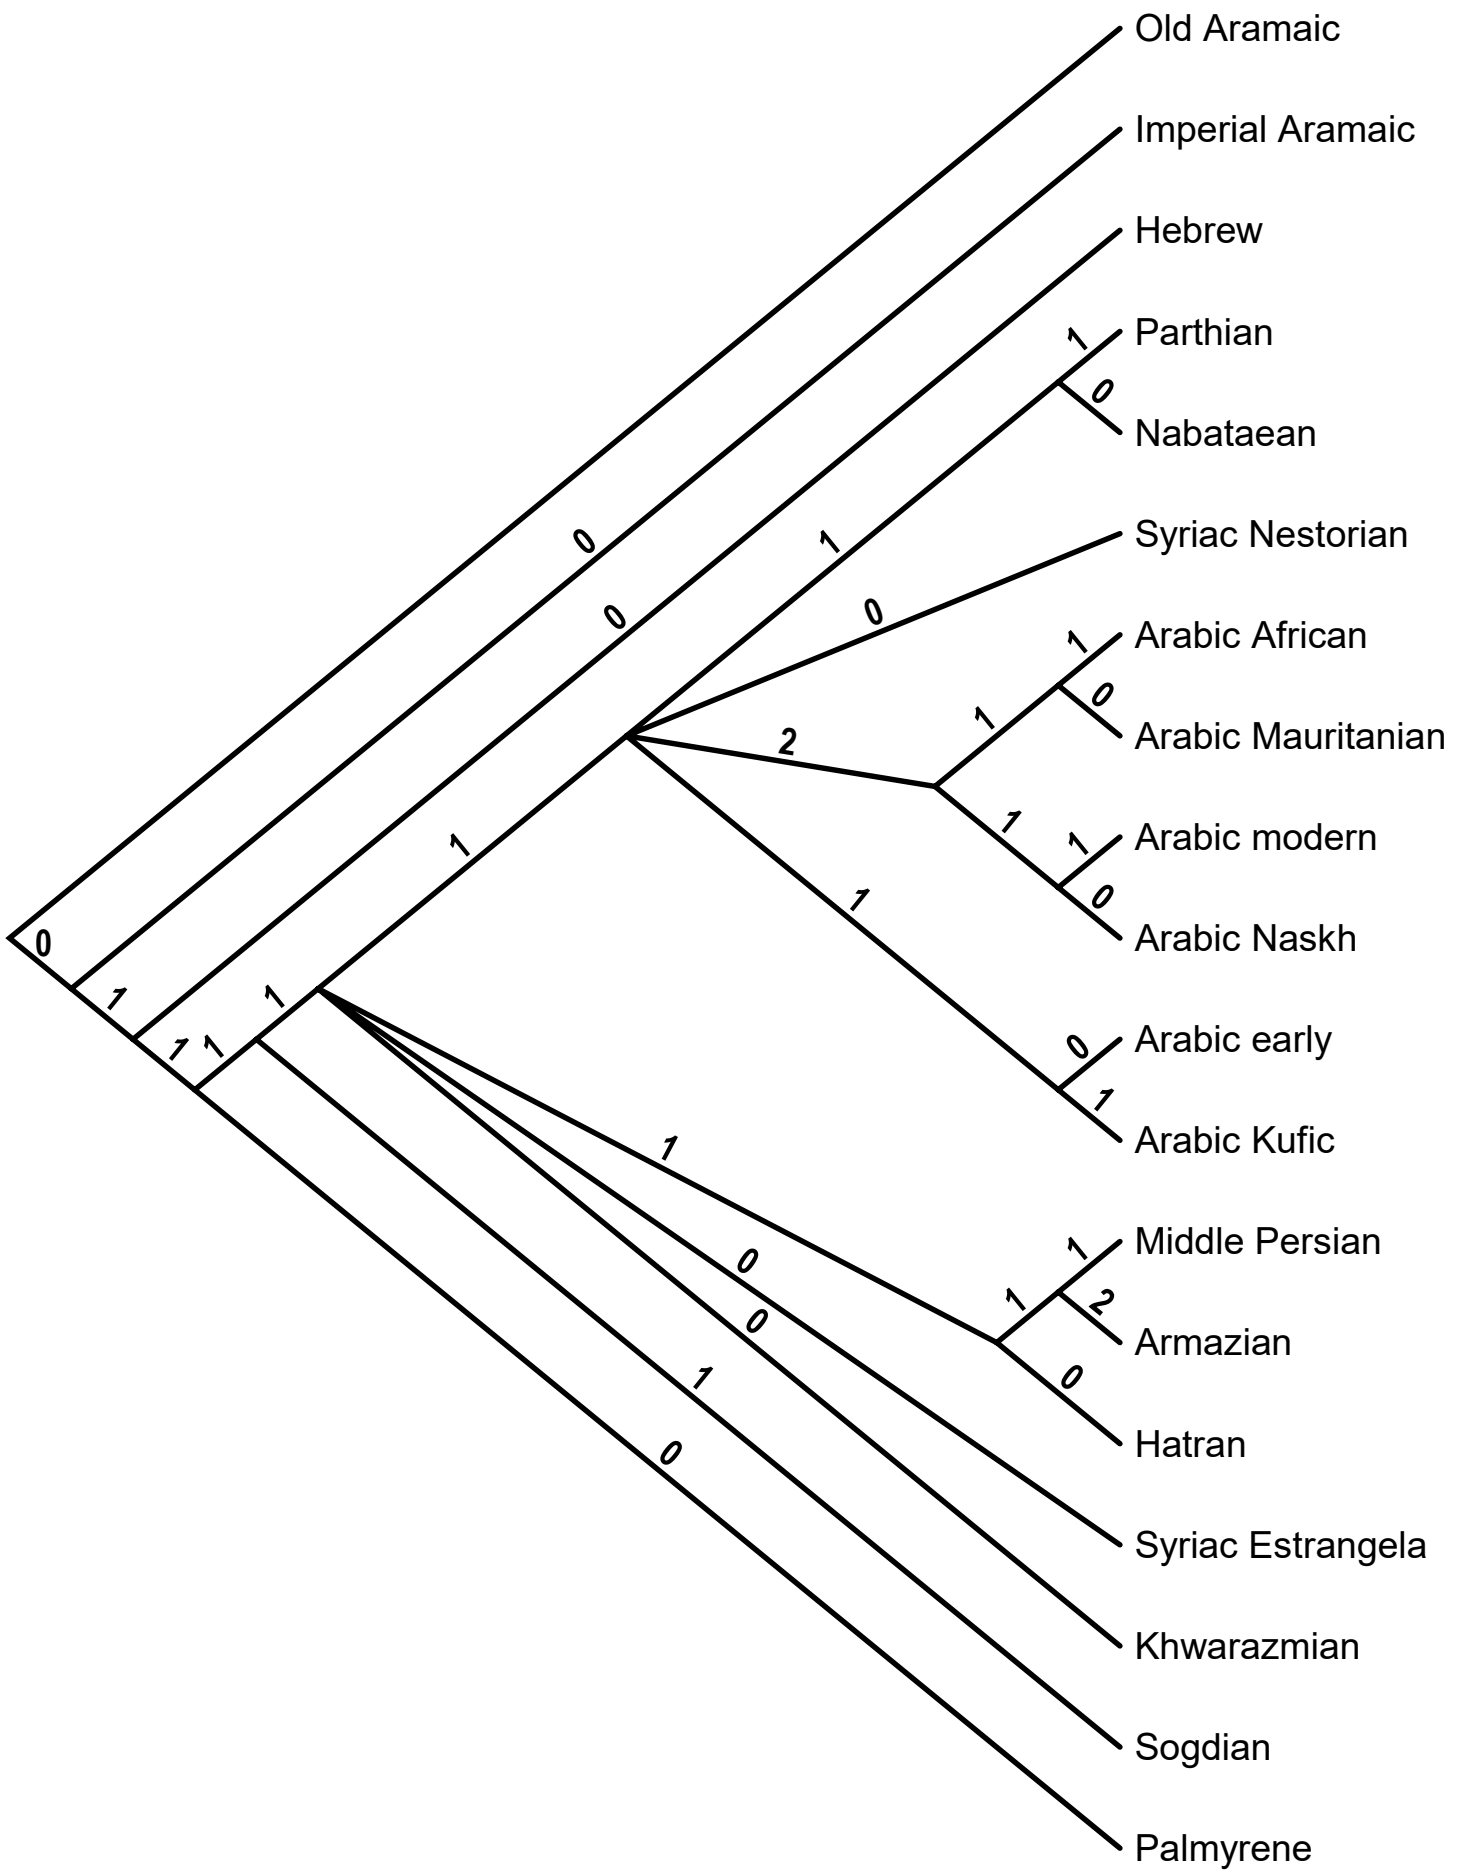 Old Aramaic
Imperial Aramaic
Hebrew
1
Parthian
0
Nabataean
Syriac Nestorian
0
1
0
0
1
Arabic African
0
1
2
Arabic Mauritanian
1
1
Arabic modern
1
0
1
Arabic Naskh
0
1
1
1
1
0
Arabic early
1
Arabic Kufic
1
1
Middle Persian
0
1
2
0
Armazian
1
0
Hatran
0
Syriac Estrangela
Khwarazmian
Sogdian
Palmyrene